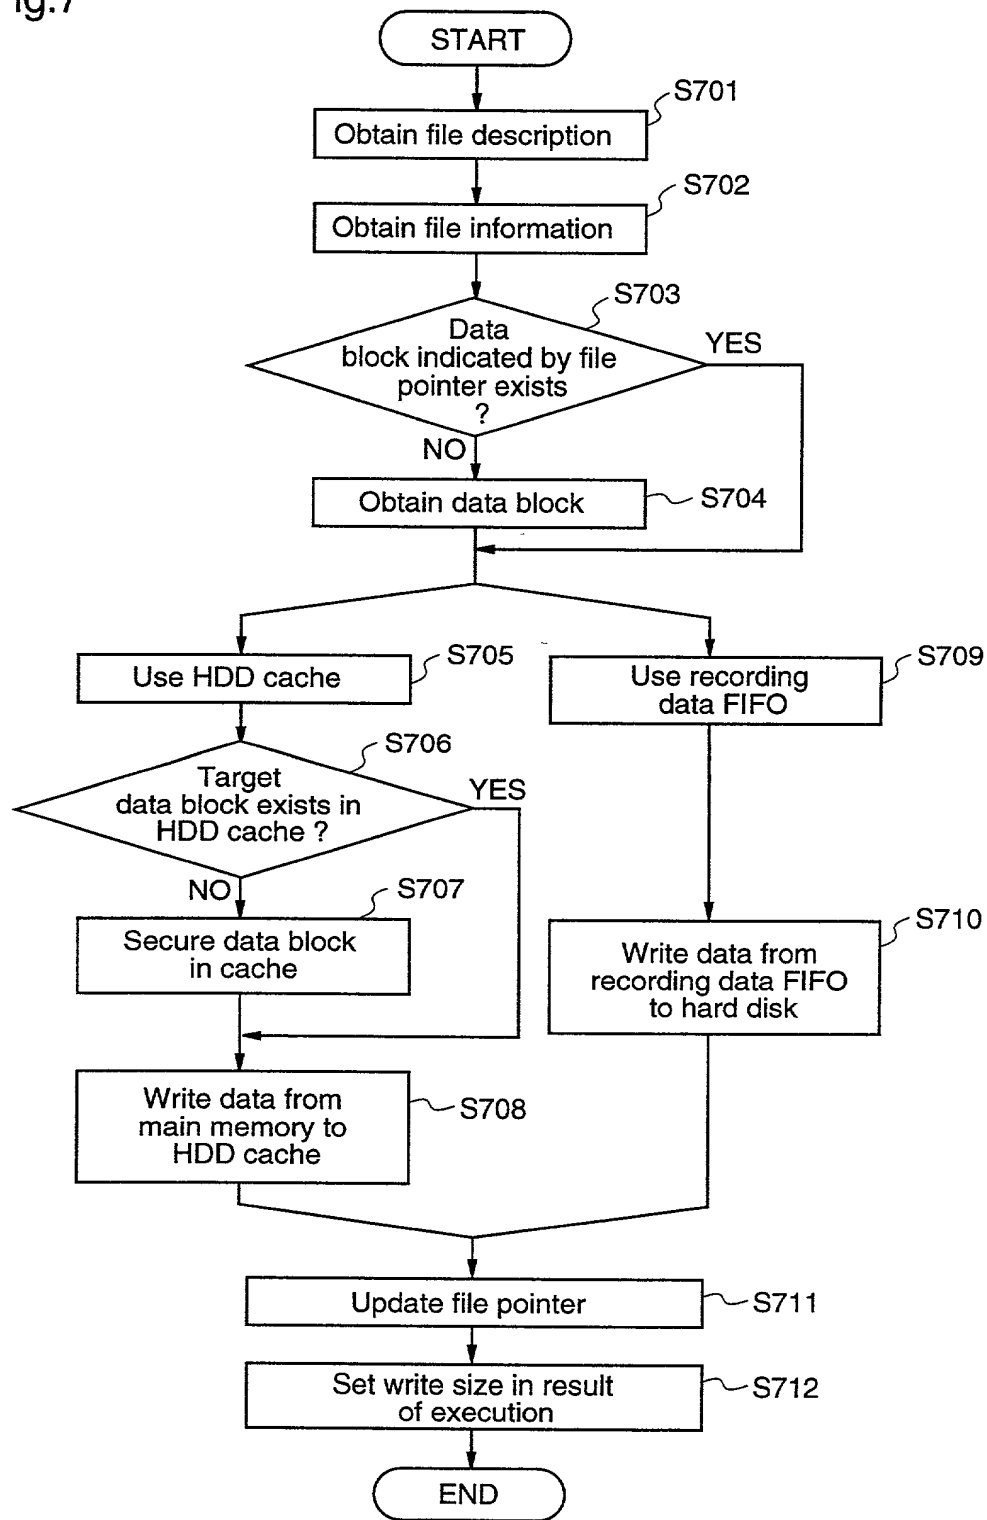 ig.7
START
S701
Obtain file description
S702
Obtain file information
S703
Data
block indicated by file
pointer exists
?
YES
NO
Obtain data block
S704
Use HDD cache
S705
Use recording
data FIFO
S709
S706
Target
data block exists in
HDD cache ?
YES
NO
S707
Secure data block
in cache
Write data from
recording data FIFO
to hard disk
S710
Write data from
main memory to
HDD cache
S708
Update file pointer
S711
Set write size in result
of execution
S712
END